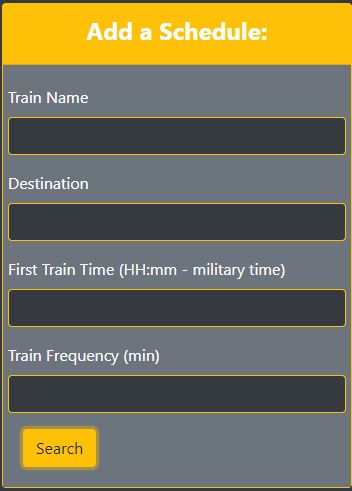 Add a Schedule:
Train Name
Destination
First Train Time (HH:mm - military time)
Train Frequency (min)
Search